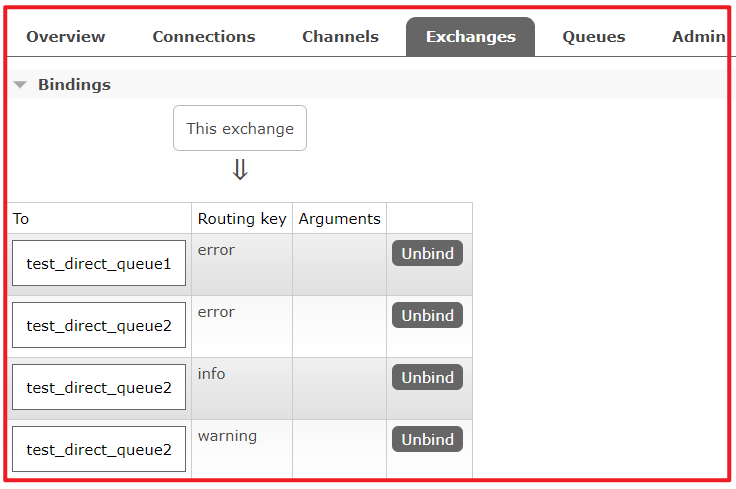 Overview Connections Channels Exchanges Queues Admin
Bindings
This exchange
⇓
To Routing key Arguments
test_direct_queue1 error Unbind
test_direct_queue2 error Unbind
test_direct_queue2 info Unbind
test_direct_queue2 warning Unbind